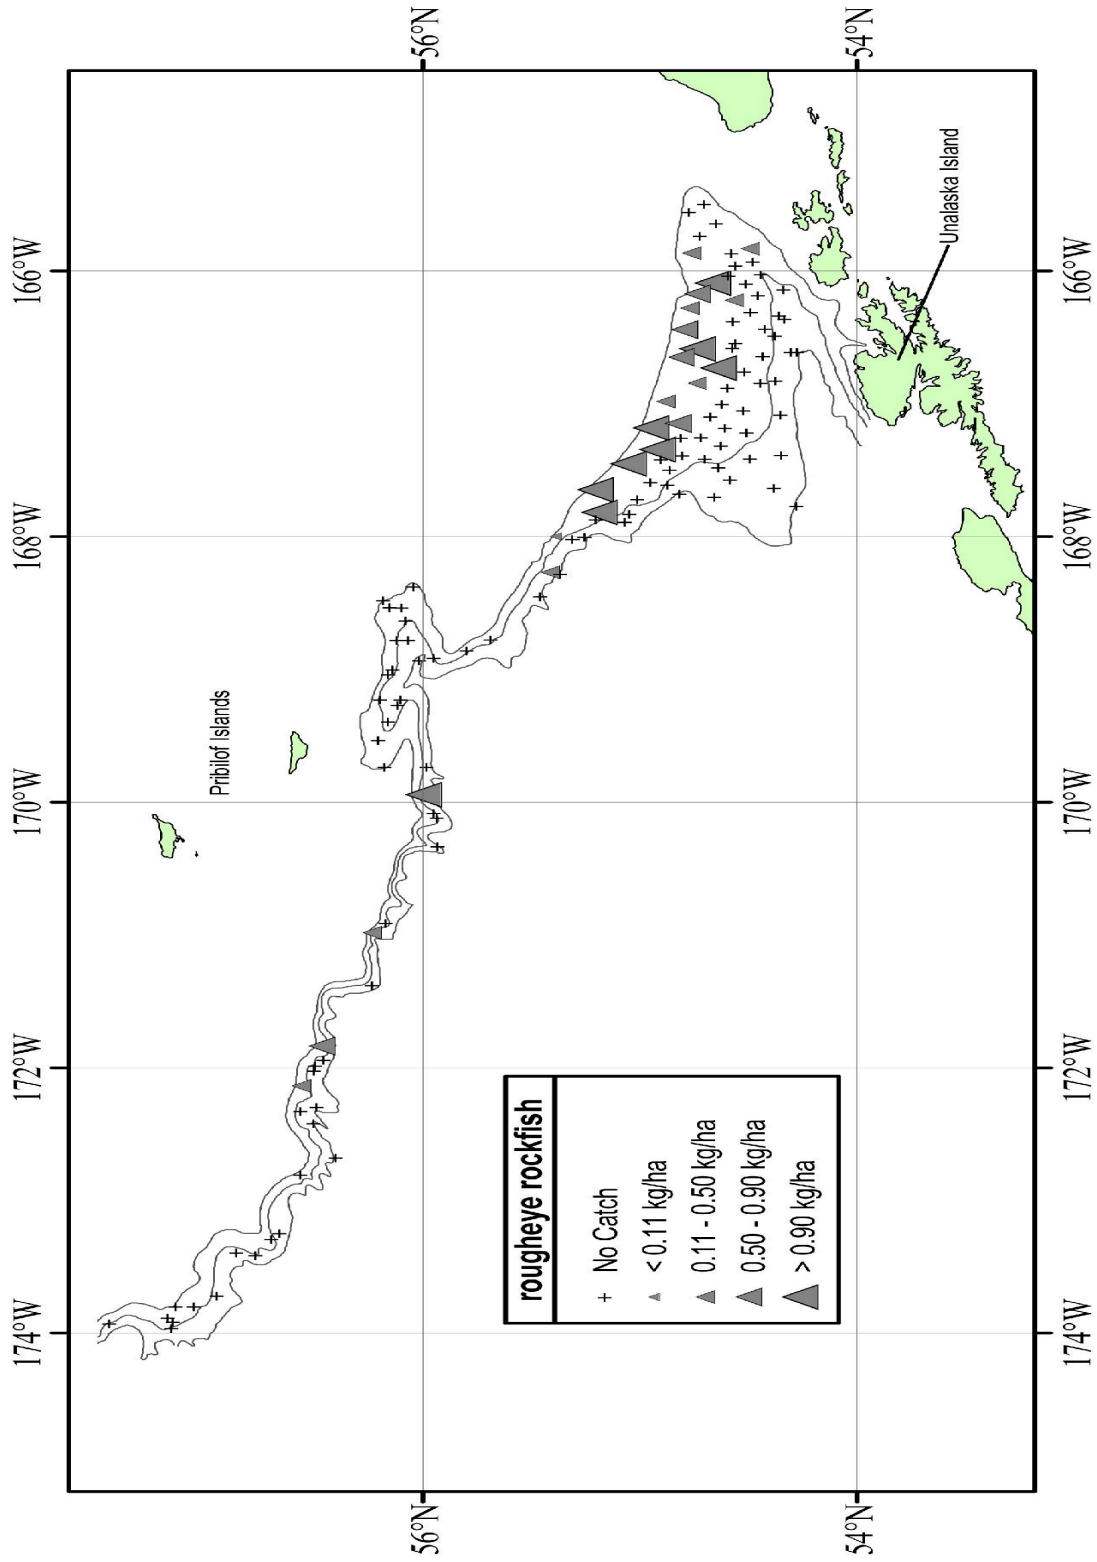 174°W
172°W
170°W
168°W
166°W
56°N
56°N
Pribilof Islands
rougheye rockfish
No Catch
< 0.11 kg/ha
0.11 - 0.50 kg/ha
0.50 - 0.90 kg/ha
> 0.90 kg/ha
54°N
54°N
Unalaska Island
174°W
172°W
170°W
168°W
166°W